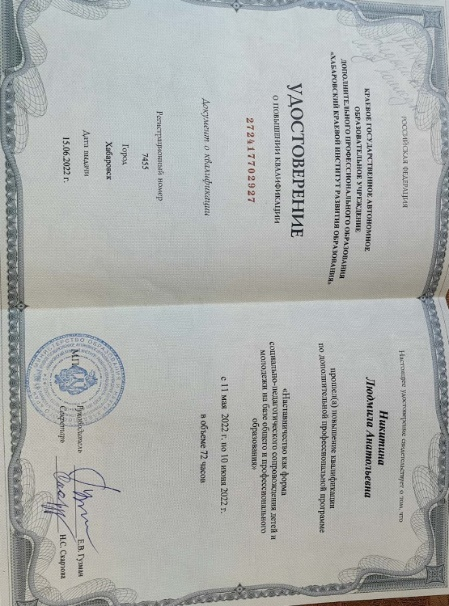 РОССИЙСКАЯ ФЕДЕРАЦИЯ
КРАЕВОЕ ГОСУДАРСТВЕННОЕ АВТОНОМНОЕ
ОБРАЗОВАТЕЛЬНОЕ УЧРЕЖДЕНИЕ
ДОПОЛНИТЕЛЬНОГО ПРОФЕССИОНАЛЬНОГО ОБРАЗОВАНИЯ
«ХАБАРОВСКИЙ КРАЕВОЙ ИНСТИТУТ РАЗВИТИЯ ОБРАЗОВАНИЯ»
УДОСТОВЕРЕНИЕ
О ПОВЫШЕНИИ КВАЛИФИКАЦИИ
272417702927
Документ о квалификации
Регистрационный номер
7455
Город
Хабаровск
Дата выдачи
15.06.2022 г.
Настоящее удостоверение свидетельствует о том, что
Никитина
Людмила Анатольевна
прошел(а) повышение квалификации
по дополнительной профессиональной программе
«Наставничество как форма
социально-педагогического сопровождения детей и
молодежи на базе общего и профессионального
образования»
с 11 мая 2022 г. по 10 июня 2022 г.
в объеме 72 часов
Руководитель Е.В. Гузман
М.П.
Секретарь Н.С.